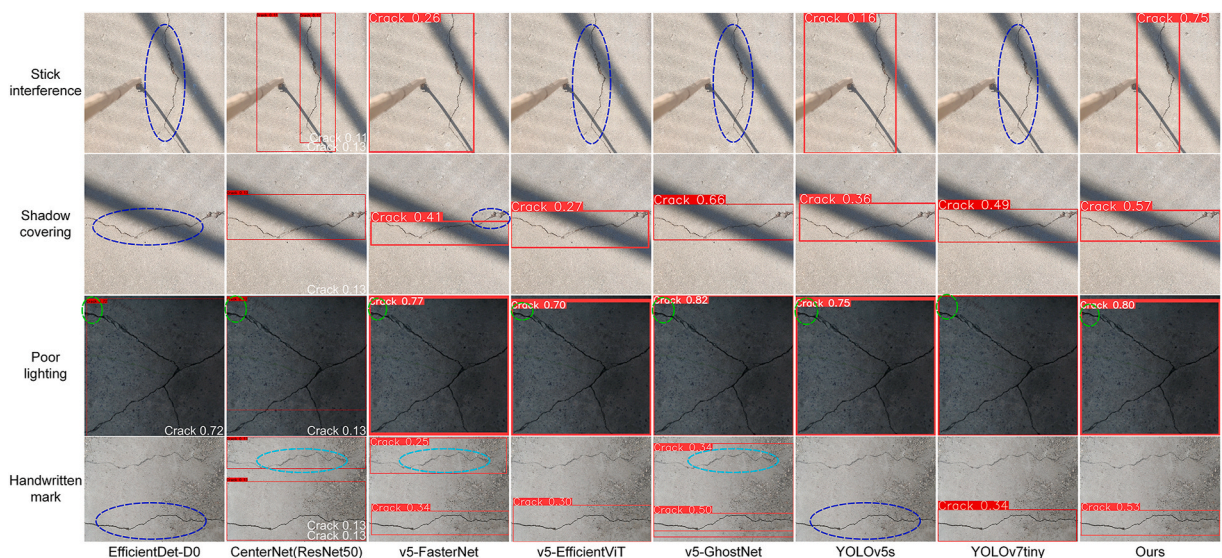 Stick
interference
Crack 0.11
Crack 0.13
Crack 0.26
Crack 0.16
Crack 0.75
Shadow
covering
Crack 0.13
Crack 0.41
Crack 0.27
Crack 0.66
Crack 0.36
Crack 0.49
Crack 0.57
Poor
lighting
Crack 0.72
Crack 0.13
Crack 0.77
Crack 0.70
Crack 0.82
Crack 0.75
Crack 0.80
Handwritten
mark
Crack 0.13
Crack 0.13
Crack 0.25
Crack 0.34
Crack 0.30
Crack 0.34
Crack 0.50
Crack 0.34
Crack 0.53
EfficientDet-D0 CenterNet(ResNet50) v5-FasterNet v5-EfficientViT v5-GhostNet YOLOv5s YOLOv7tiny Ours